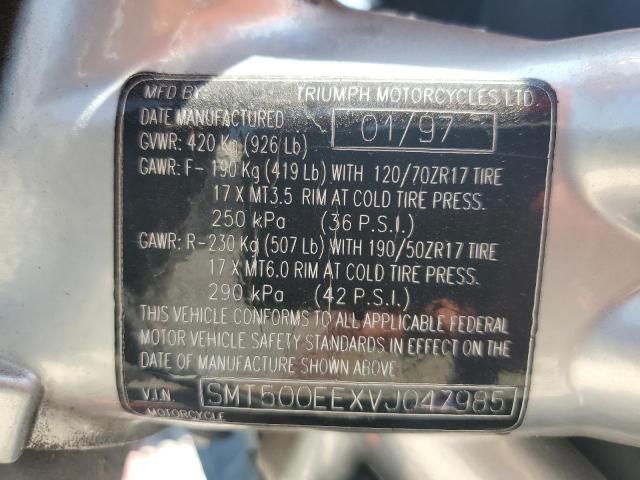 MFD BY TRIUMPH MOTORCYCLES LTD
DATE MANUFACTURED 01/97
GVWR: 420 Kg (926 Lb)
GAWR: F- 190 Kg (419 Lb) WITH 120/70ZR17 TIRE
17 X MT3.5 RIM AT COLD TIRE PRESS.
250 kPa (36 P.S.I.)
GAWR: R-230 Kg (507 Lb) WITH 190/50ZR17 TIRE
17 X MT6.0 RIM AT COLD TIRE PRESS.
290 kPa (42 P.S.I.)
THIS VEHICLE CONFORMS TO ALL APPLICABLE FEDERAL
MOTOR VEHICLE SAFETY STANDARDS IN EFFECT ON THE
DATE OF MANUFACTURE SHOWN ABOVE
V.I.N. SMT500EEXVJ047985
MOTORCYCLE